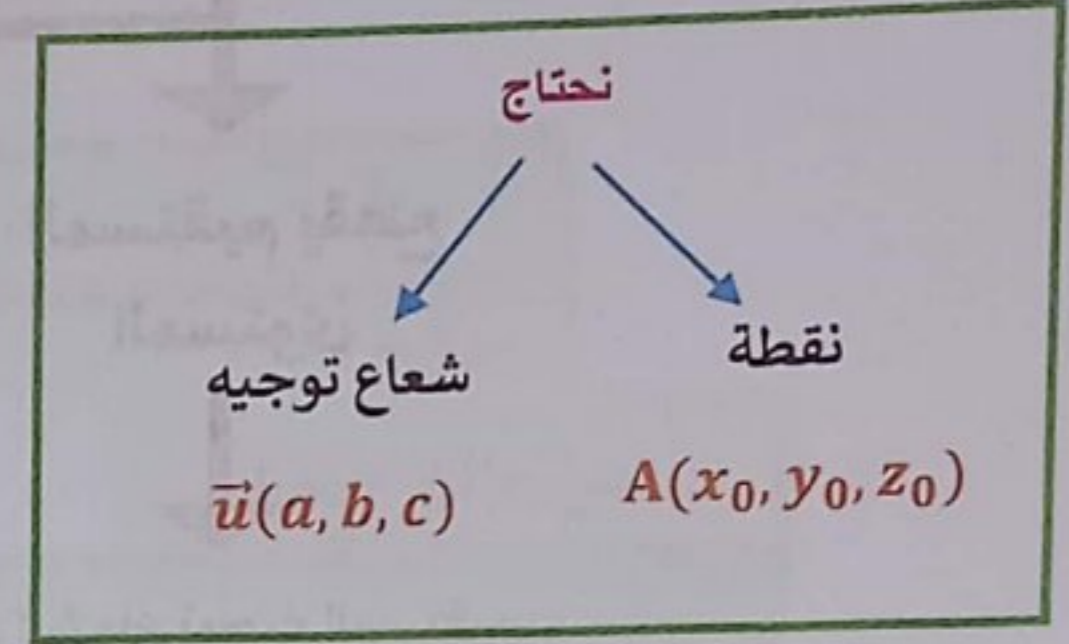 نحتاج
نقطة
شعاع توجيه
A(x₀, y₀, z₀)
u⃗(a, b, c)